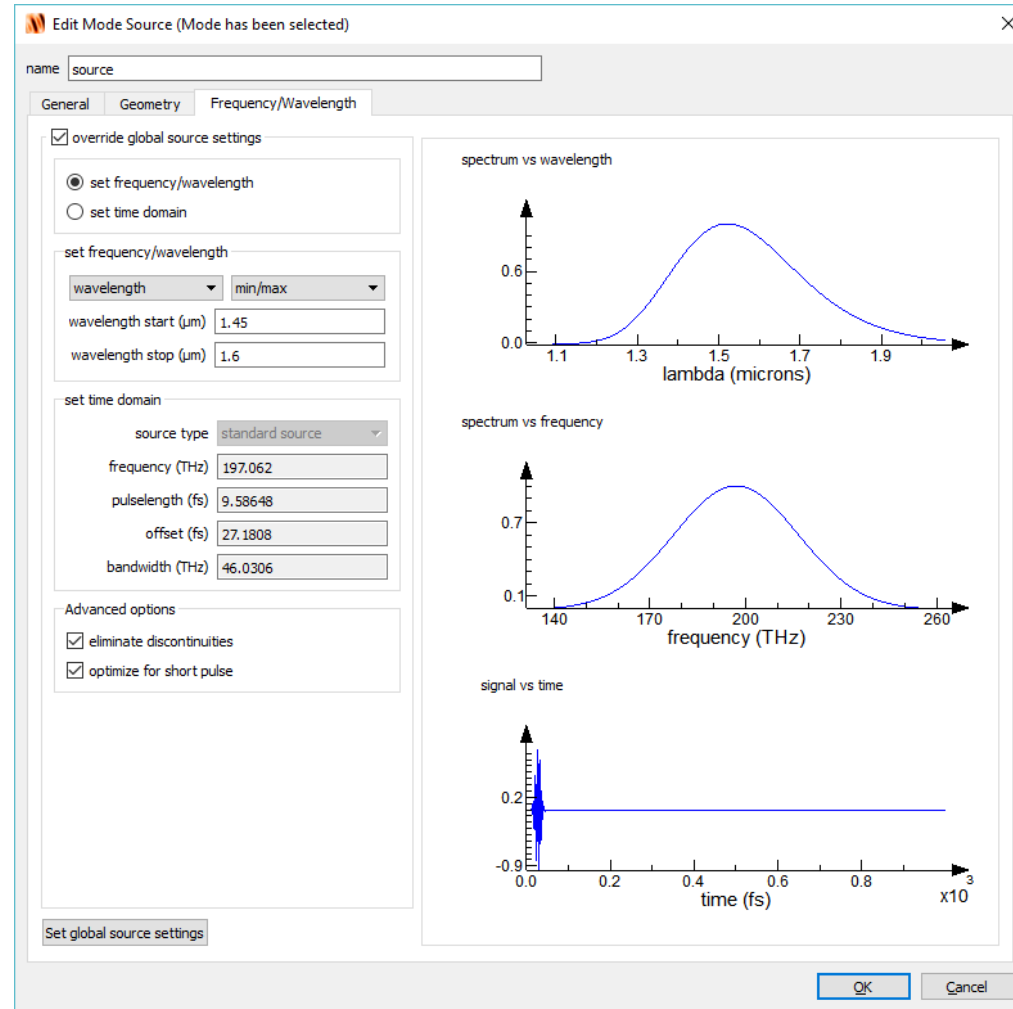 Edit Mode Source (Mode has been selected)
name source
General Geometry Frequency/Wavelength
override global source settings
set frequency/wavelength
set time domain
set frequency/wavelength
wavelength min/max
wavelength start (µm) 1.45
wavelength stop (µm) 1.6
set time domain
source type standard source
frequency (THz) 197.062
pulselength (fs) 9.58648
offset (fs) 27.1808
bandwidth (THz) 46.0306
Advanced options
eliminate discontinuities
optimize for short pulse
Set global source settings
spectrum vs wavelength
0.6
0.0
1.1 1.3 1.5 1.7 1.9
lambda (microns)
spectrum vs frequency
0.7
0.1
140 170 200 230 260
frequency (THz)
signal vs time
0.2
-0.9
0.0 0.2 0.4 0.6 0.8 x10³
time (fs)
OK Cancel